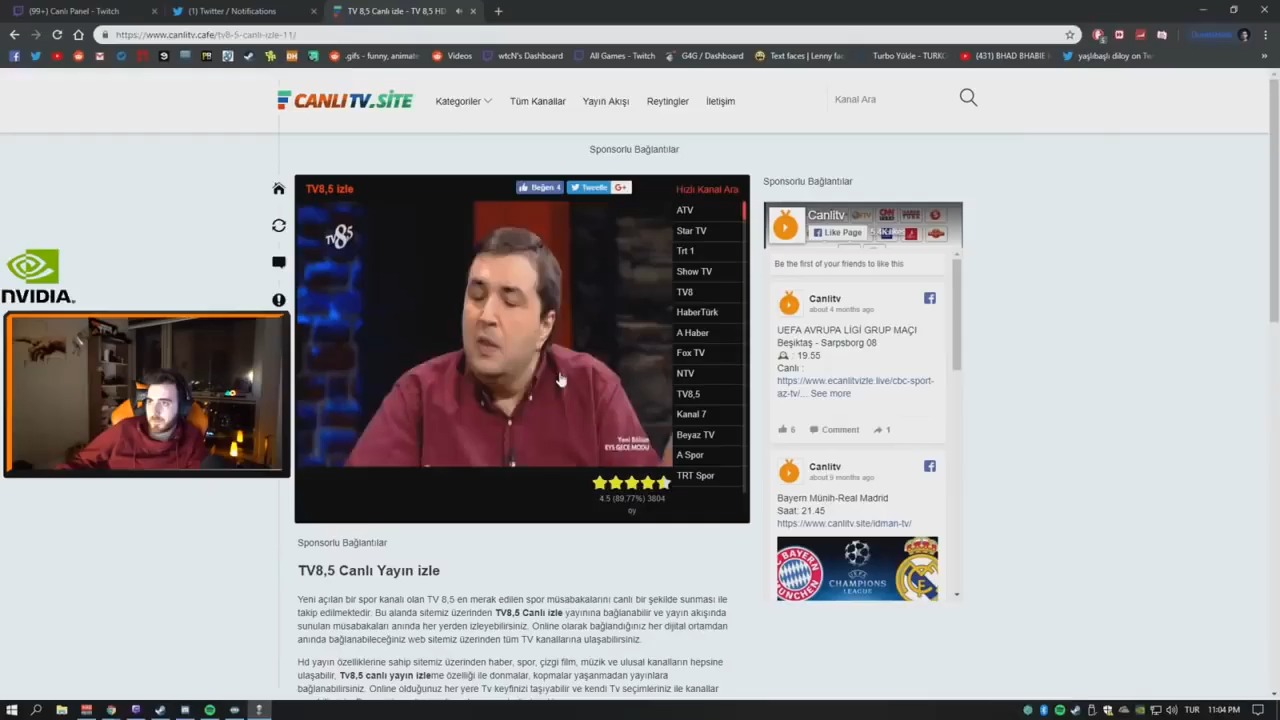 (99+) Canlı Panel - Twitch
(1) Twitter / Notifications
TV 8,5 Canlı izle - TV 8,5 HD
https://www.canlitv.cafe/tv8-5-canli-izle-11/
.gifs - funny, animate
Videos
wtcN's Dashboard
All Games - Twitch
G4G / Dashboard
Text faces | Lenny fac
Turbo Yükle - TURK
(431) BHAD BHABIE
yaşlıbaşlı diloy on Tw
CANLITV.SİTE
Kategoriler
Tüm Kanallar
Yayın Akışı
Reytingler
İletişim
Kanal Ara
Sponsorlu Bağlantılar
TV8,5 izle
Beğen 4
Tweetle
G+
Hızlı Kanal Ara
tv8,5
ATV
Star TV
Trt 1
Show TV
TV8
HaberTürk
A Haber
Fox TV
NTV
TV8,5
Kanal 7
Beyaz TV
A Spor
TRT Spor
Yeni Bölüm
EYS GECE MODU
4.5 (89,77%) 3804
oy
NVIDIA.
Sponsorlu Bağlantılar
Canlitv
Like Page
Be the first of your friends to like this
Canlitv
about 4 months ago
UEFA AVRUPA LİGİ GRUP MAÇI
Beşiktaş - Sarpsborg 08
: 19.55
Canlı :
https://www.ecanlitvizle.live/cbc-sport-
az-tv/... See more
6
Comment
1
Canlitv
about 9 months ago
Bayern Münih-Real Madrid
Saat: 21.45
https://www.canlitv.site/idman-tv/
BAYERN
MÜNCHEN
CHAMPIONS
LEAGUE
Sponsorlu Bağlantılar
TV8,5 Canlı Yayın izle
Yeni açılan bir spor kanalı olan TV 8,5 en merak edilen spor müsabakalarını canlı bir şekilde sunması ile
takip edilmektedir. Bu alanda sitemiz üzerinden TV8,5 Canlı izle yayınına bağlanabilir ve yayın akışında
sunulan müsabakaları anında her yerden izleyebilirsiniz. Online olarak bağlandığınız her dijital ortamdan
anında bağlanabileceğiniz web sitemiz üzerinden tüm TV kanallarına ulaşabilirsiniz.
Hd yayın özelliklerine sahip sitemiz üzerinden haber, spor, çizgi film, müzik ve ulusal kanalların hepsine
ulaşabilir, Tv8,5 canlı yayın izleme özelliği ile donmalar, kopmalar yaşanmadan yayınlara
bağlanabilirsiniz. Online olduğunuz her yere Tv keyfinizi taşıyabilir ve kendi Tv seçimleriniz ile kanallar
TUR
11:04 PM